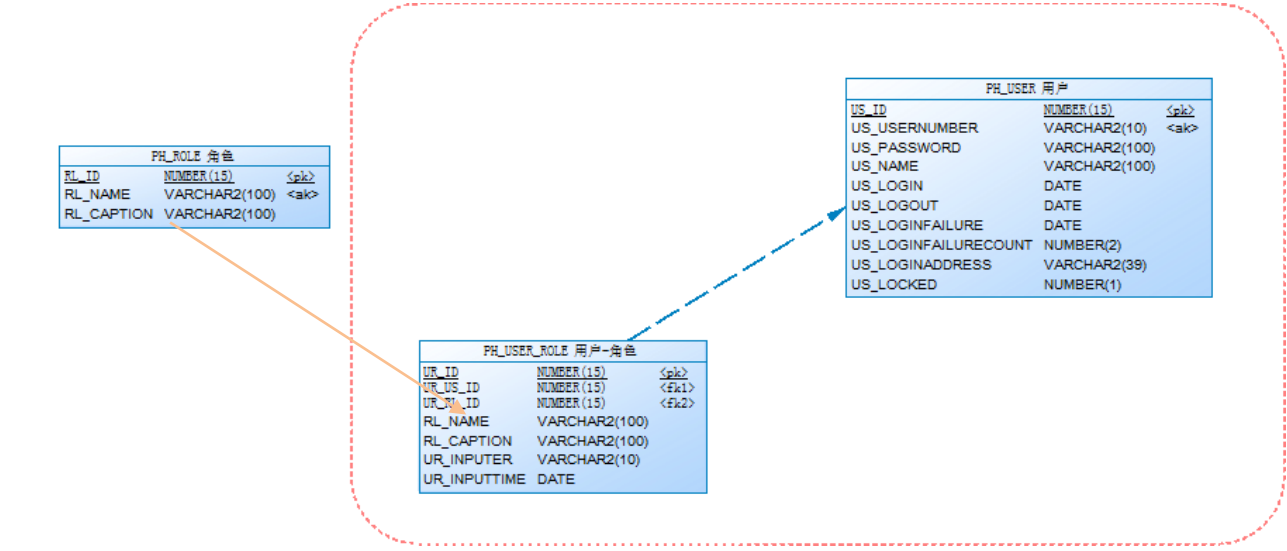 PH_ROLE 角色
RL_ID NUMBER(15) <pk>
RL_NAME VARCHAR2(100) <ak>
RL_CAPTION VARCHAR2(100)
PH_USER 用户
US_ID NUMBER(15) <pk>
US_USERNUMBER VARCHAR2(10) <ak>
US_PASSWORD VARCHAR2(100)
US_NAME VARCHAR2(100)
US_LOGIN DATE
US_LOGOUT DATE
US_LOGINFAILURE DATE
US_LOGINFAILURECOUNT NUMBER(2)
US_LOGINADDRESS VARCHAR2(39)
US_LOCKED NUMBER(1)
PH_USER_ROLE 用户-角色
UR_ID NUMBER(15) <pk>
UR_US_ID NUMBER(15) <fk1>
UR_RL_ID NUMBER(15) <fk2>
RL_NAME VARCHAR2(100)
RL_CAPTION VARCHAR2(100)
UR_INPUTER VARCHAR2(10)
UR_INPUTTIME DATE